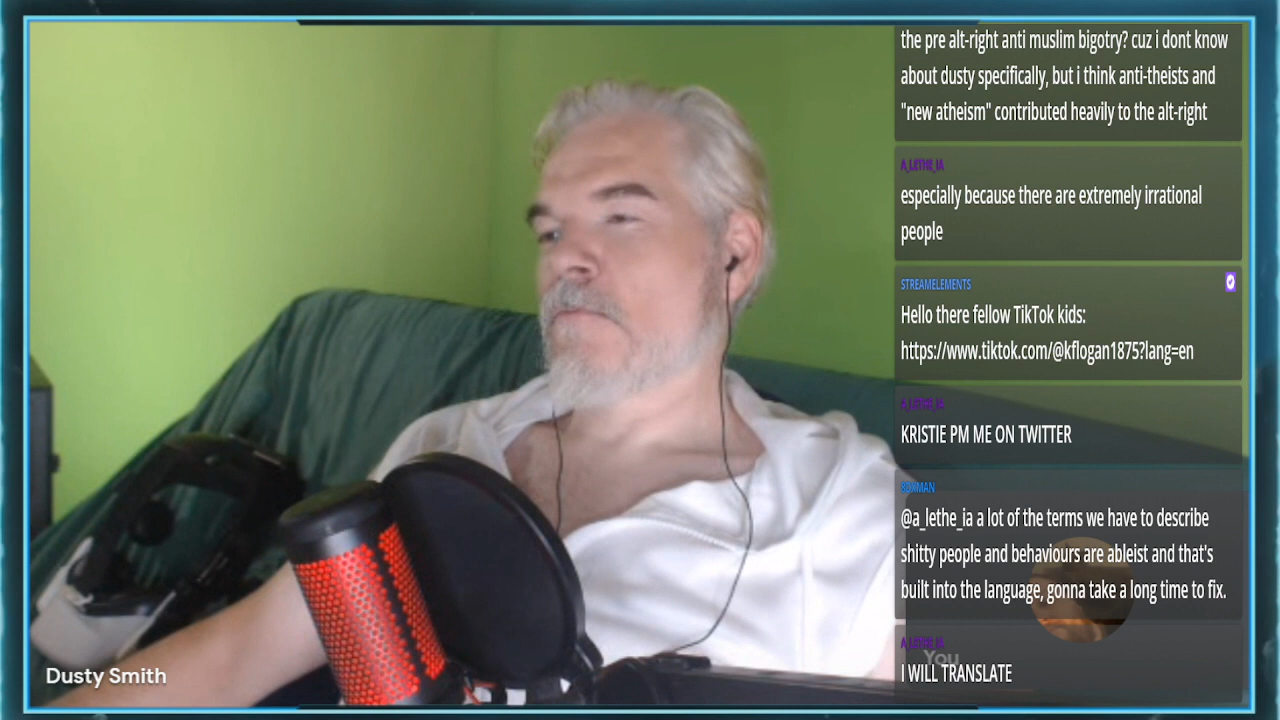 the pre alt-right anti muslim bigotry? cuz i dont know
about dusty specifically, but i think anti-theists and
"new atheism" contributed heavily to the alt-right
A_LETHE_IA
especially because there are extremely irrational
people
STREAMELEMENTS
Hello there fellow TikTok kids:
https://www.tiktok.com/@kflogan1875?lang=en
A_LETHE_IA
KRISTIE PM ME ON TWITTER
@a_lethe_ia a lot of the terms we have to describe
shitty people and behaviours are ableist and that's
built into the language, gonna take a long time to fix.
A_LETHE_IA
You
I WILL TRANSLATE
Dusty Smith